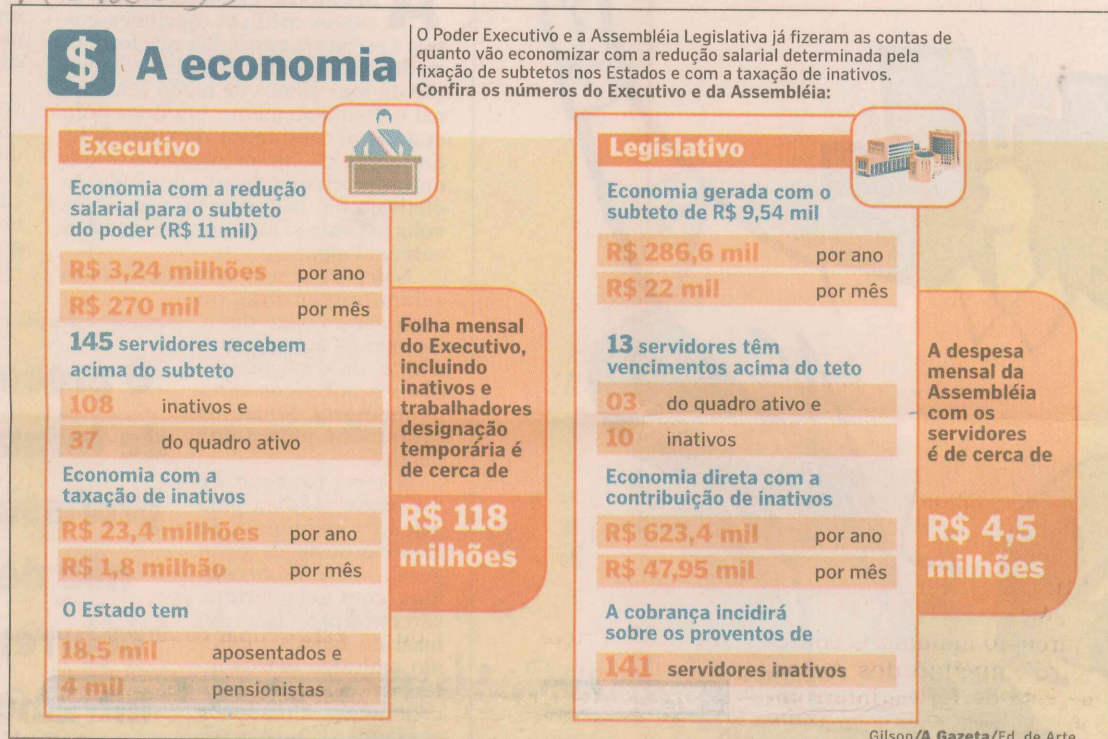 $ A economia
O Poder Executivo e a Assembléia Legislativa já fizeram as contas de
quanto vão economizar com a redução salarial determinada pela
fixação de subtetos nos Estados e com a taxação de inativos.
Confira os números do Executivo e da Assembléia:
Executivo
Economia com a redução
salarial para o subteto
do poder (R$ 11 mil)
R$ 3,24 milhões por ano
R$ 270 mil por mês
145 servidores recebem
acima do subteto
108 inativos e
37 do quadro ativo
Economia com a
taxação de inativos
R$ 23,4 milhões por ano
R$ 1,8 milhão por mês
O Estado tem
18,5 mil aposentados e
4 mil pensionistas
Folha mensal
do Executivo,
incluindo
inativos e
trabalhadores
designação
temporária é
de cerca de
R$ 118
milhões
Legislativo
Economia gerada com o
subteto de R$ 9,54 mil
R$ 286,6 mil por ano
R$ 22 mil por mês
13 servidores têm
vencimentos acima do teto
03 do quadro ativo e
10 inativos
Economia direta com a
contribuição de inativos
R$ 623,4 mil por ano
R$ 47,95 mil por mês
A cobrança incidirá
sobre os proventos de
141 servidores inativos
A despesa
mensal da
Assembléia
com os
servidores
é de cerca de
R$ 4,5
milhões
Gilson/A Gazeta/Ed. de Arte